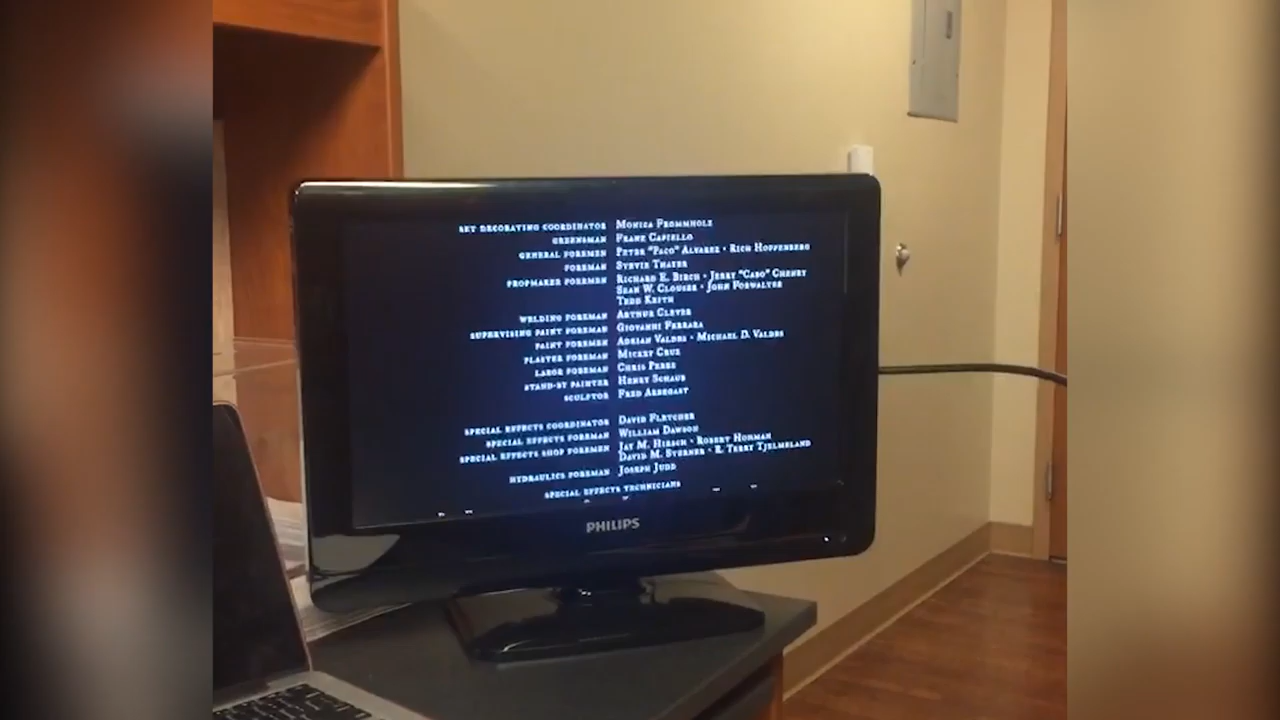 SET DECORATING COORDINATOR MONICA FROMMHOLZ
GREENSMAN FRANK CAPIELLO
GENERAL FOREMEN PETER "PACO" ALVAREZ • RICH HOFFENBERG
FOREMAN STEVIE THAYER
PROPMAKER FOREMEN RICHARD E. BIRCH • JERRY "CABO" CHENEY
SEAN W. CLOUSER • JOHN FORWALTER
TEDD KEITH
WELDING FOREMAN ARTHUR CLEVER
SUPERVISING PAINT FOREMAN GIOVANNI FERRARA
PAINT FOREMEN ADRIAN VALDES • MICHAEL D. VALDES
PLASTER FOREMAN MICKEY CRUZ
LABOR FOREMAN CHRIS PEREZ
STAND-BY PAINTER HENRY SCHAUB
SCULPTOR FRED ARBEGAST
SPECIAL EFFECTS COORDINATOR DAVID FLETCHER
SPECIAL EFFECTS FOREMAN WILLIAM DAWSON
SPECIAL EFFECTS SHOP FOREMEN JAY M. HIRSCH • ROBERT HOHMAN
DAVID M. STURNER • R. TERRY TJELMELAND
HYDRAULICS FOREMAN JOSEPH JUDD
SPECIAL EFFECTS TECHNICIANS
PHILIPS